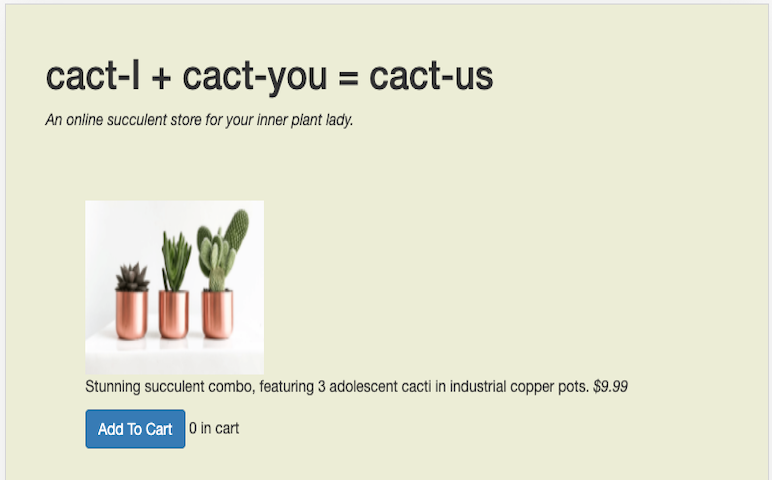 cact-I + cact-you = cact-us
An online succulent store for your inner plant lady.
Stunning succulent combo, featuring 3 adolescent cacti in industrial copper pots. $9.99
Add To Cart 0 in cart